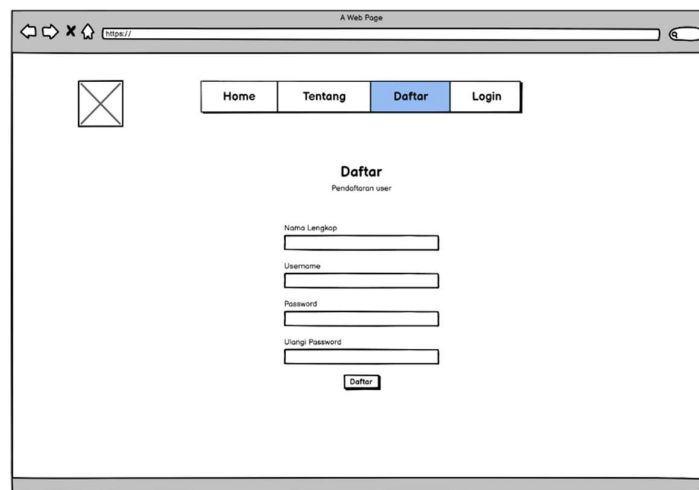 A Web Page
https://
Home Tentang Daftar Login
Daftar
Pendaftaran user
Nama Lengkap
Username
Password
Ulangi Password
Daftar